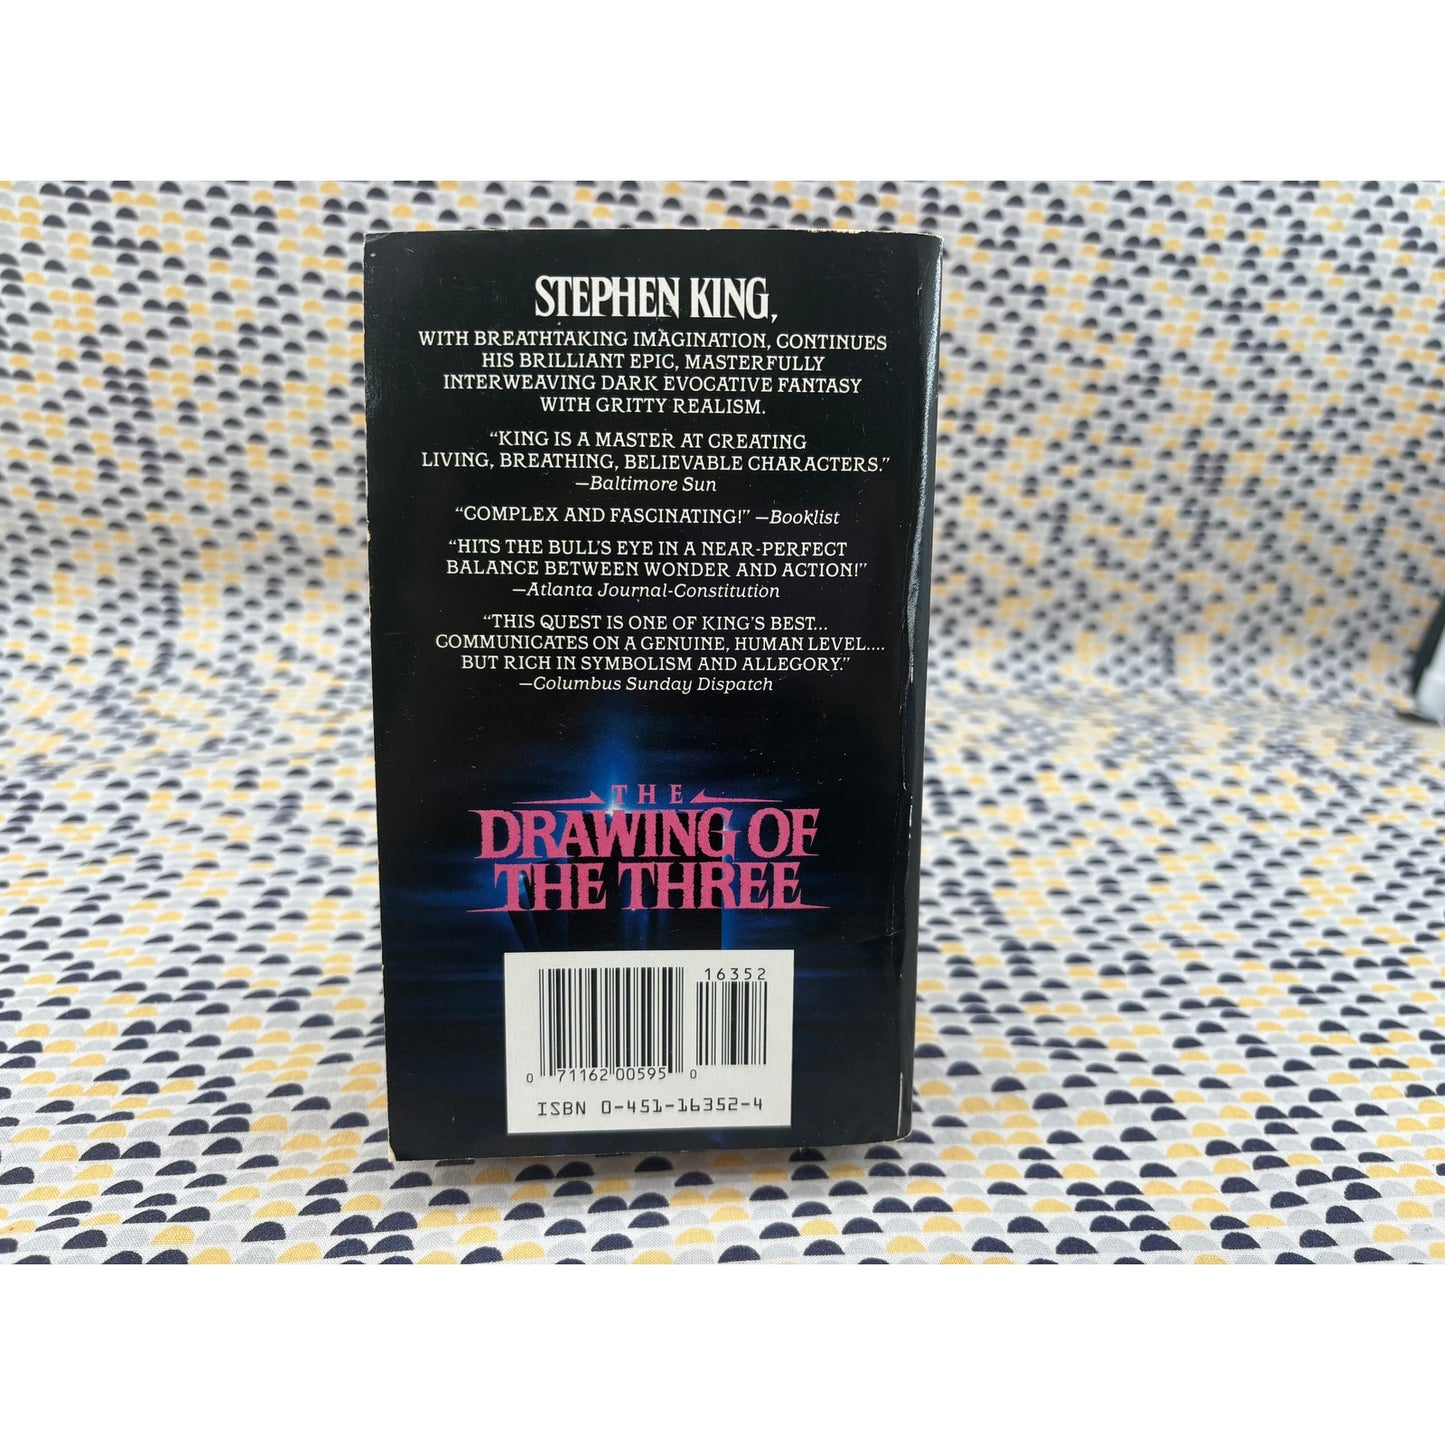 STEPHEN KING,
WITH BREATHTAKING IMAGINATION, CONTINUES
HIS BRILLIANT EPIC, MASTERFULLY
INTERWEAVING DARK EVOCATIVE FANTASY
WITH GRITTY REALISM.
“KING IS A MASTER AT CREATING
LIVING, BREATHING, BELIEVABLE CHARACTERS.”
—Baltimore Sun
“COMPLEX AND FASCINATING!” —Booklist
“HITS THE BULL’S EYE IN A NEAR-PERFECT
BALANCE BETWEEN WONDER AND ACTION!”
—Atlanta Journal-Constitution
“THIS QUEST IS ONE OF KING’S BEST...
COMMUNICATES ON A GENUINE, HUMAN LEVEL....
BUT RICH IN SYMBOLISM AND ALLEGORY.”
—Columbus Sunday Dispatch
THE
DRAWING OF
THE THREE
16352
0 71162 00595 0
ISBN 0-451-16352-4